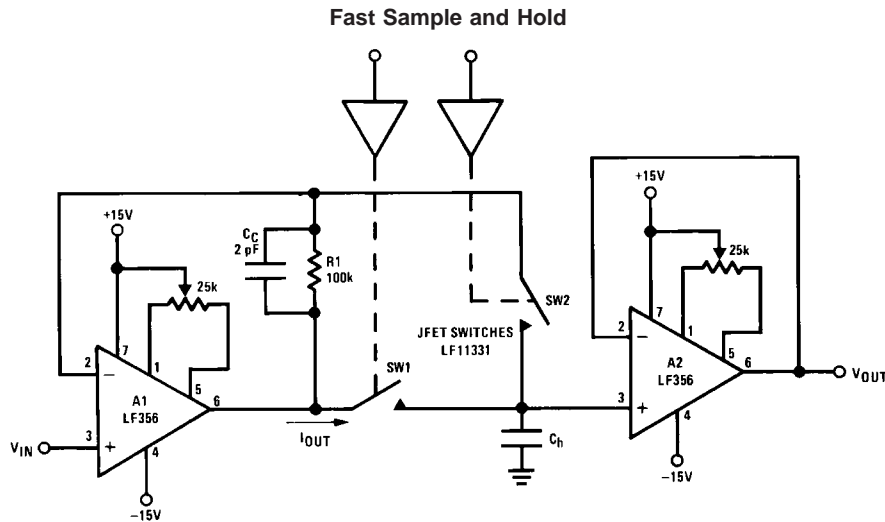 Fast Sample and Hold
+15V
C_C
2 pF
R1
100k
25k
7
1
5
2
−
A1
LF356
6
3
+
4
V_IN
−15V
I_OUT
SW1
SW2
JFET SWITCHES
LF11331
C_h
+15V
25k
7
1
5
2
−
A2
LF356
6
3
+
4
−15V
V_OUT